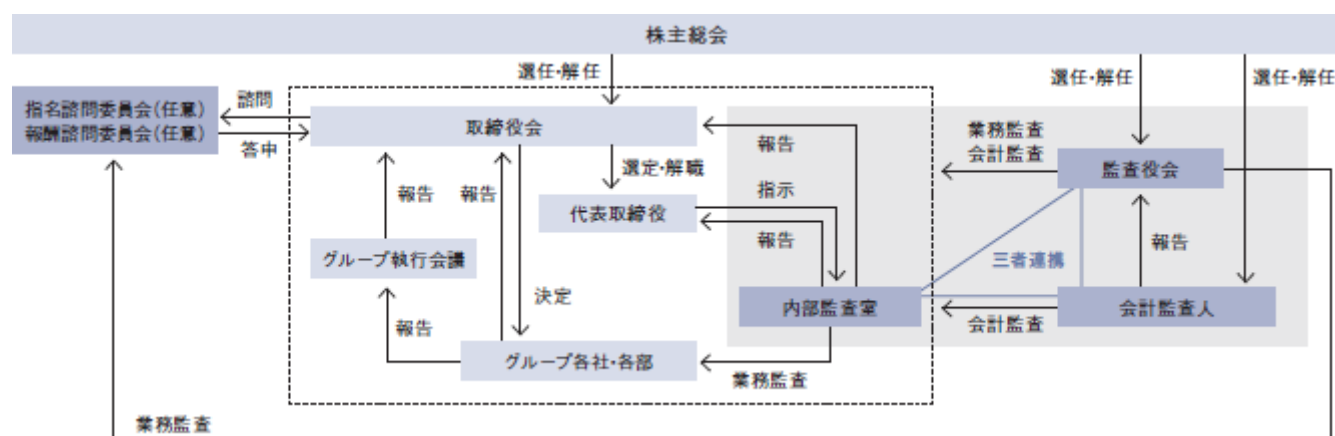 株主総会
選任・解任
選任・解任
選任・解任
指名諮問委員会(任意)
報酬諮問委員会(任意)
諮問
答申
取締役会
報告
業務監査
会計監査
監査役会
選定・解職
報告
報告
指示
代表取締役
報告
報告
グループ執行会議
三者連携
決定
内部監査室
会計監査人
報告
会計監査
グループ各社・各部
業務監査
業務監査